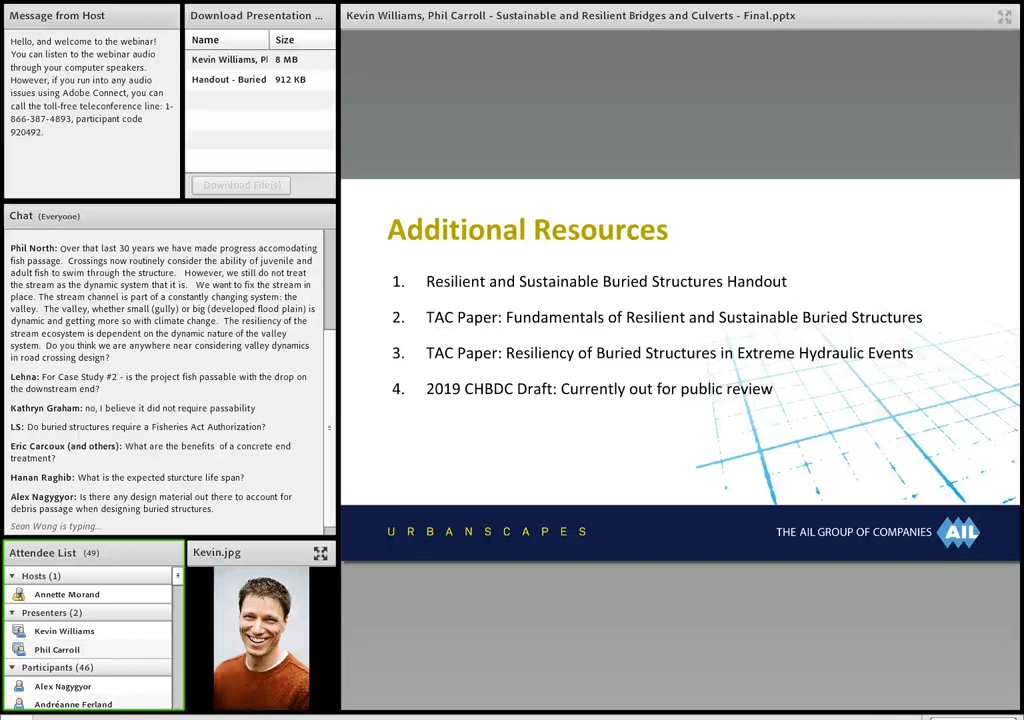 Message from Host
Hello, and welcome to the webinar!
You can listen to the webinar audio
through your computer speakers.
However, if you run into any audio
issues using Adobe Connect, you can
call the toll-free teleconference line: 1-
866-387-4893, participant code
920492.
Download Presentation ...
Name Size
Kevin Williams, Pl 8 MB
Handout - Buried 912 KB
Download File(s)
Chat (Everyone)
Phil North: Over that last 30 years we have made progress accomodating
fish passage. Crossings now routinely consider the ability of juvenile and
adult fish to swim through the structure. However, we still do not treat
the stream as the dynamic system that it is. We want to fix the stream in
place. The stream channel is part of a constantly changing system: the
valley. The valley, whether small (gully) or big (developed flood plain) is
dynamic and getting more so with climate change. The resiliency of the
stream ecosystem is dependent on the dynamic nature of the valley
system. Do you think we are anywhere near considering valley dynamics
in road crossing design?
Lehna: For Case Study #2 - is the project fish passable with the drop on
the downstream end?
Kathryn Graham: no, I believe it did not require passability
LS: Do buried structures require a Fisheries Act Authorization?
Eric Carcoux (and others): What are the benefits of a concrete end
treatment?
Hanan Raghib: What is the expected sturcture life span?
Alex Nagygyor: Is there any design material out there to account for
debris passage when designing buried structures.
Sean Wong is typing...
Attendee List (49)
Hosts (1)
Annette Morand
Presenters (2)
Kevin Williams
Phil Carroll
Participants (46)
Alex Nagygyor
Andréanne Ferland
Kevin.jpg
Kevin Williams, Phil Carroll - Sustainable and Resilient Bridges and Culverts - Final.pptx
Additional Resources
1. Resilient and Sustainable Buried Structures Handout
2. TAC Paper: Fundamentals of Resilient and Sustainable Buried Structures
3. TAC Paper: Resiliency of Buried Structures in Extreme Hydraulic Events
4. 2019 CHBDC Draft: Currently out for public review
URBANSCAPES
THE AIL GROUP OF COMPANIES AIL